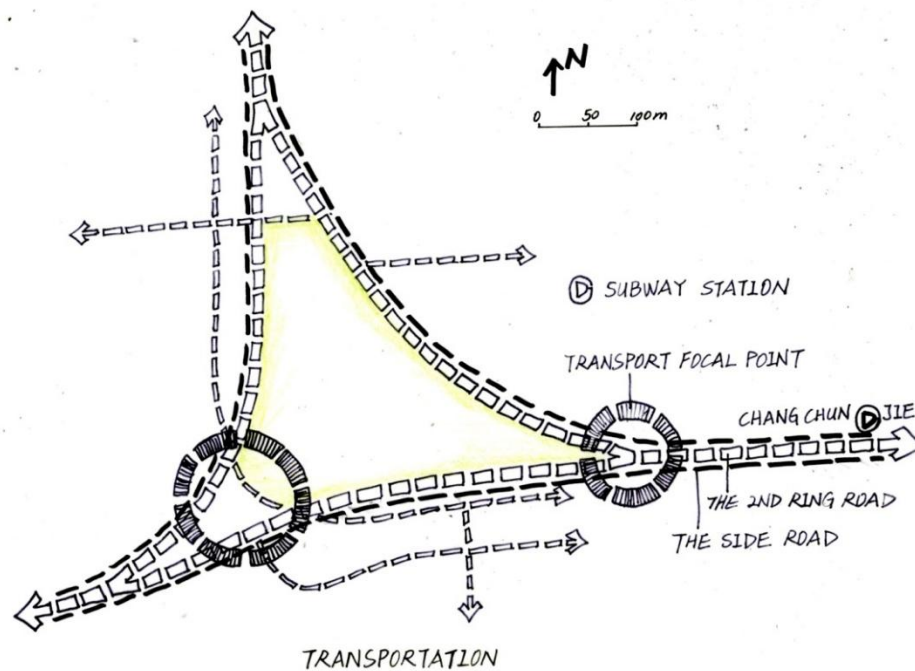 N
0 50 100m
D SUBWAY STATION
TRANSPORT FOCAL POINT
CHANG CHUN D JIE
THE 2ND RING ROAD
THE SIDE ROAD
TRANSPORTATION